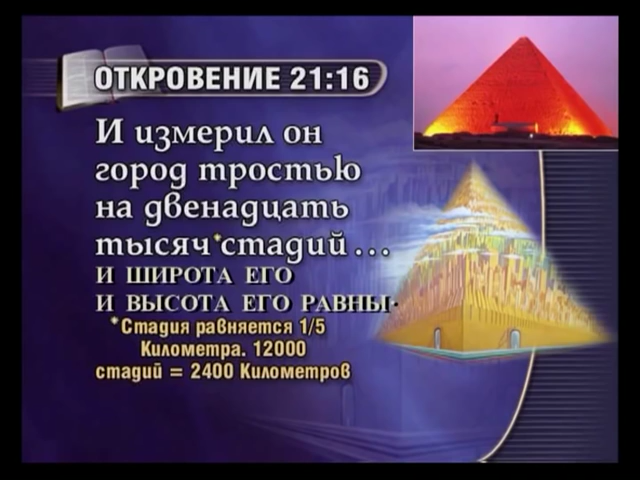 ОТКРОВЕНИЕ 21:16
И измерил он
город тростью
на двенадцать
тысяч*стадий...
И ШИРОТА ЕГО
И ВЫСОТА ЕГО РАВНЫ.
*Стадия равняется 1/5
Километра. 12000
стадий = 2400 Километров